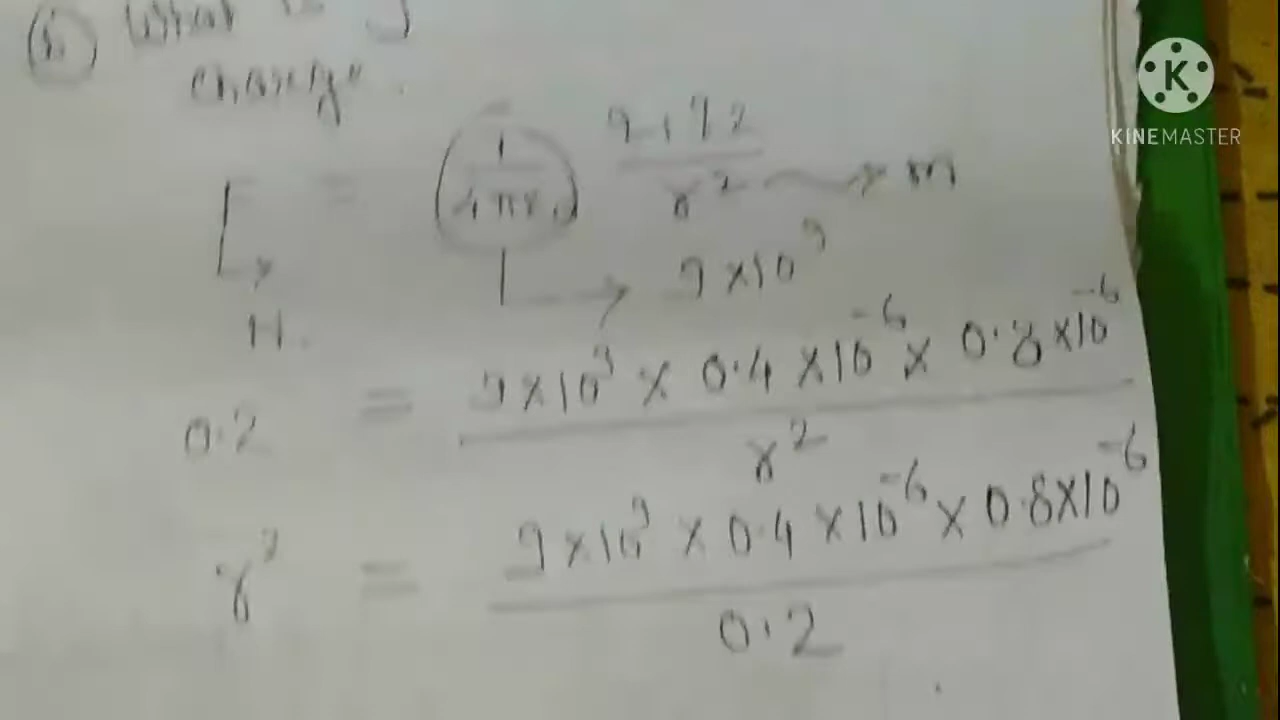 charge.
F = 1/4πε₀ q1q2/r² → m
→ 9×10⁹
N.
0.2 = 9×10⁹ × 0.4×10⁻⁶ × 0.8×10⁻⁶ / r²
r² = 9×10⁹ × 0.4×10⁻⁶ × 0.8×10⁻⁶ / 0.2
K
KINEMASTER